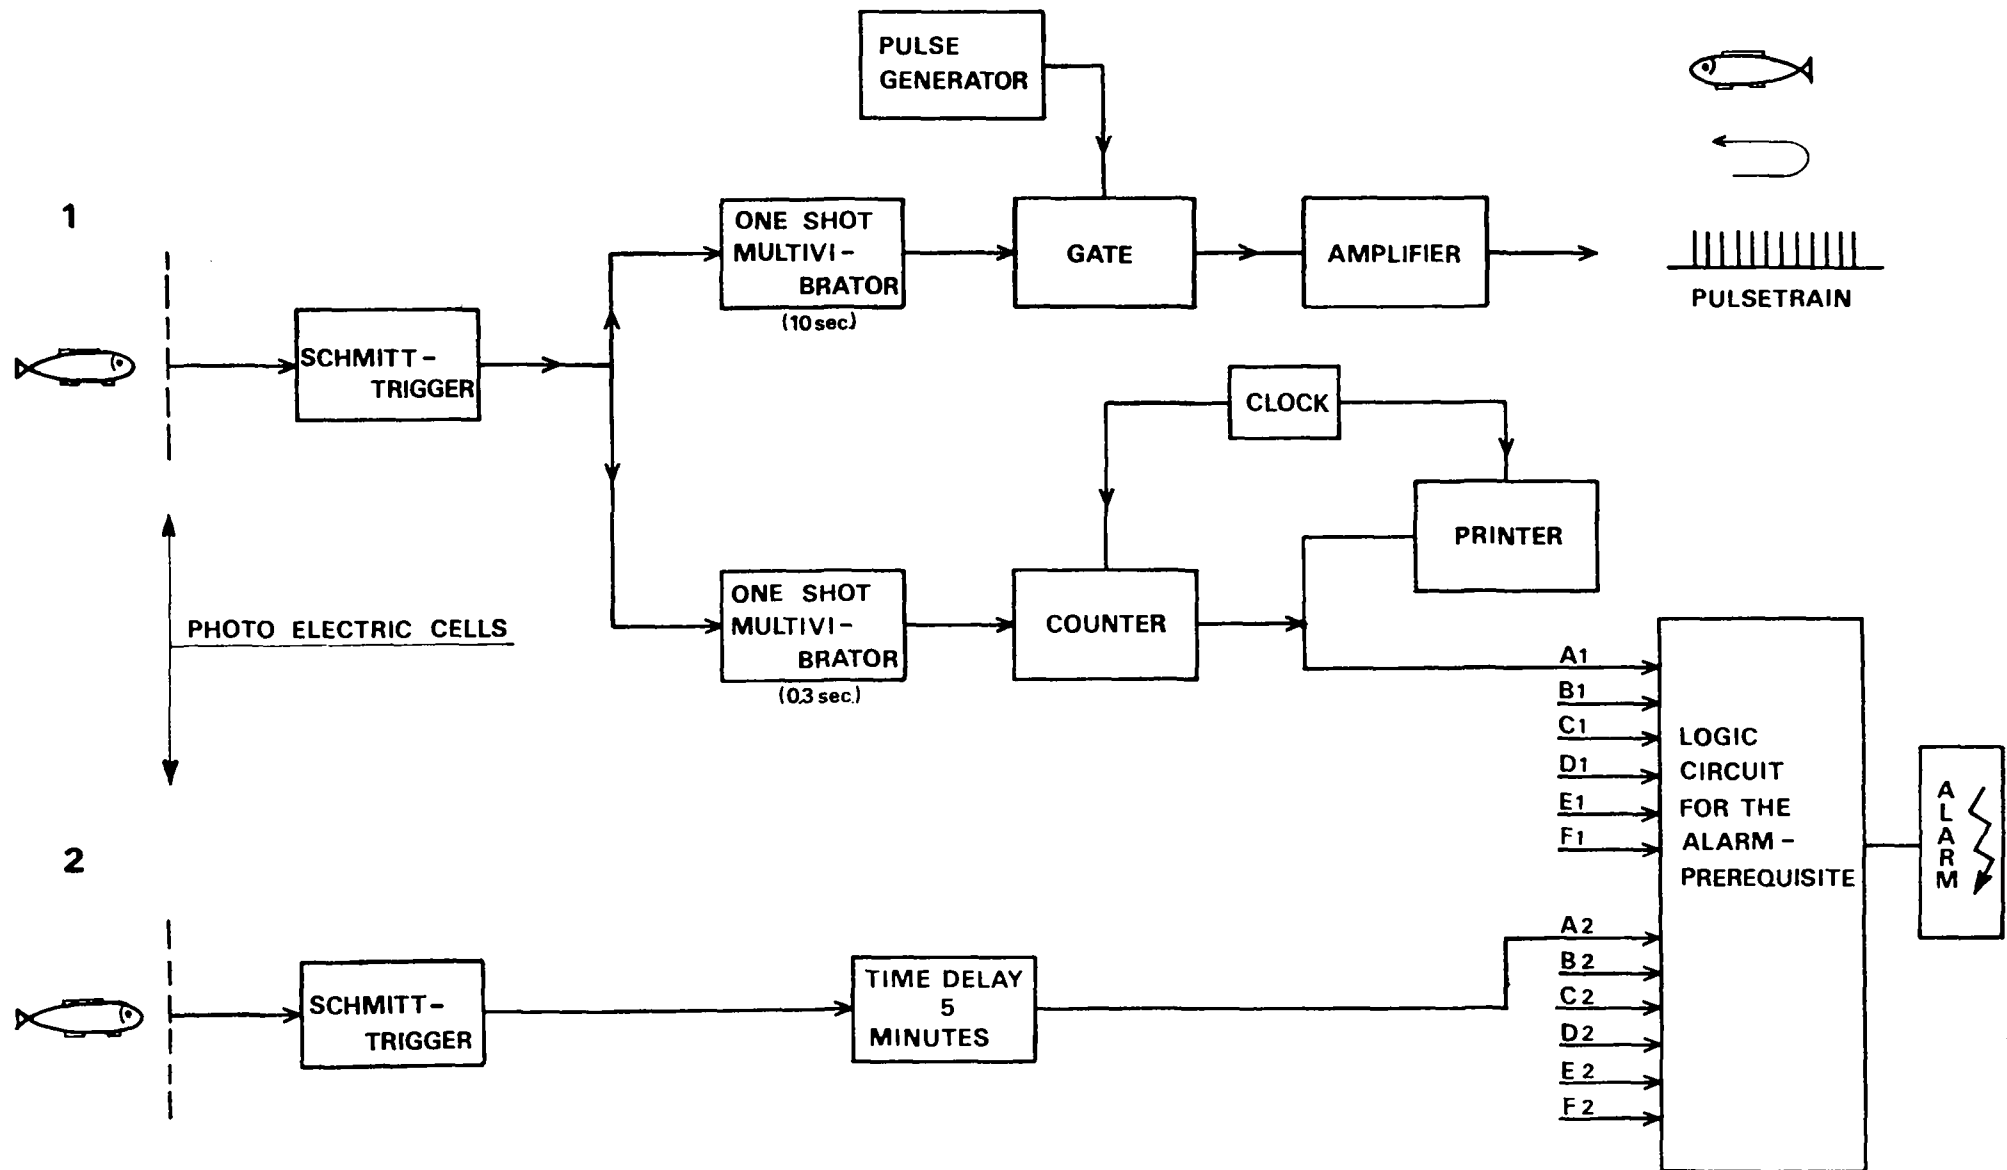 PULSE
GENERATOR
1
ONE SHOT
MULTIVI-
BRATOR
(10 sec.)
GATE
AMPLIFIER
PULSETRAIN
SCHMITT-
TRIGGER
CLOCK
PRINTER
ONE SHOT
MULTIVI-
BRATOR
(0.3 sec.)
COUNTER
PHOTO ELECTRIC CELLS
A1
B1
C1
D1
E1
F1
LOGIC
CIRCUIT
FOR THE
ALARM-
PREREQUISITE
ALARM
2
SCHMITT-
TRIGGER
TIME DELAY
5
MINUTES
A2
B2
C2
D2
E2
F2